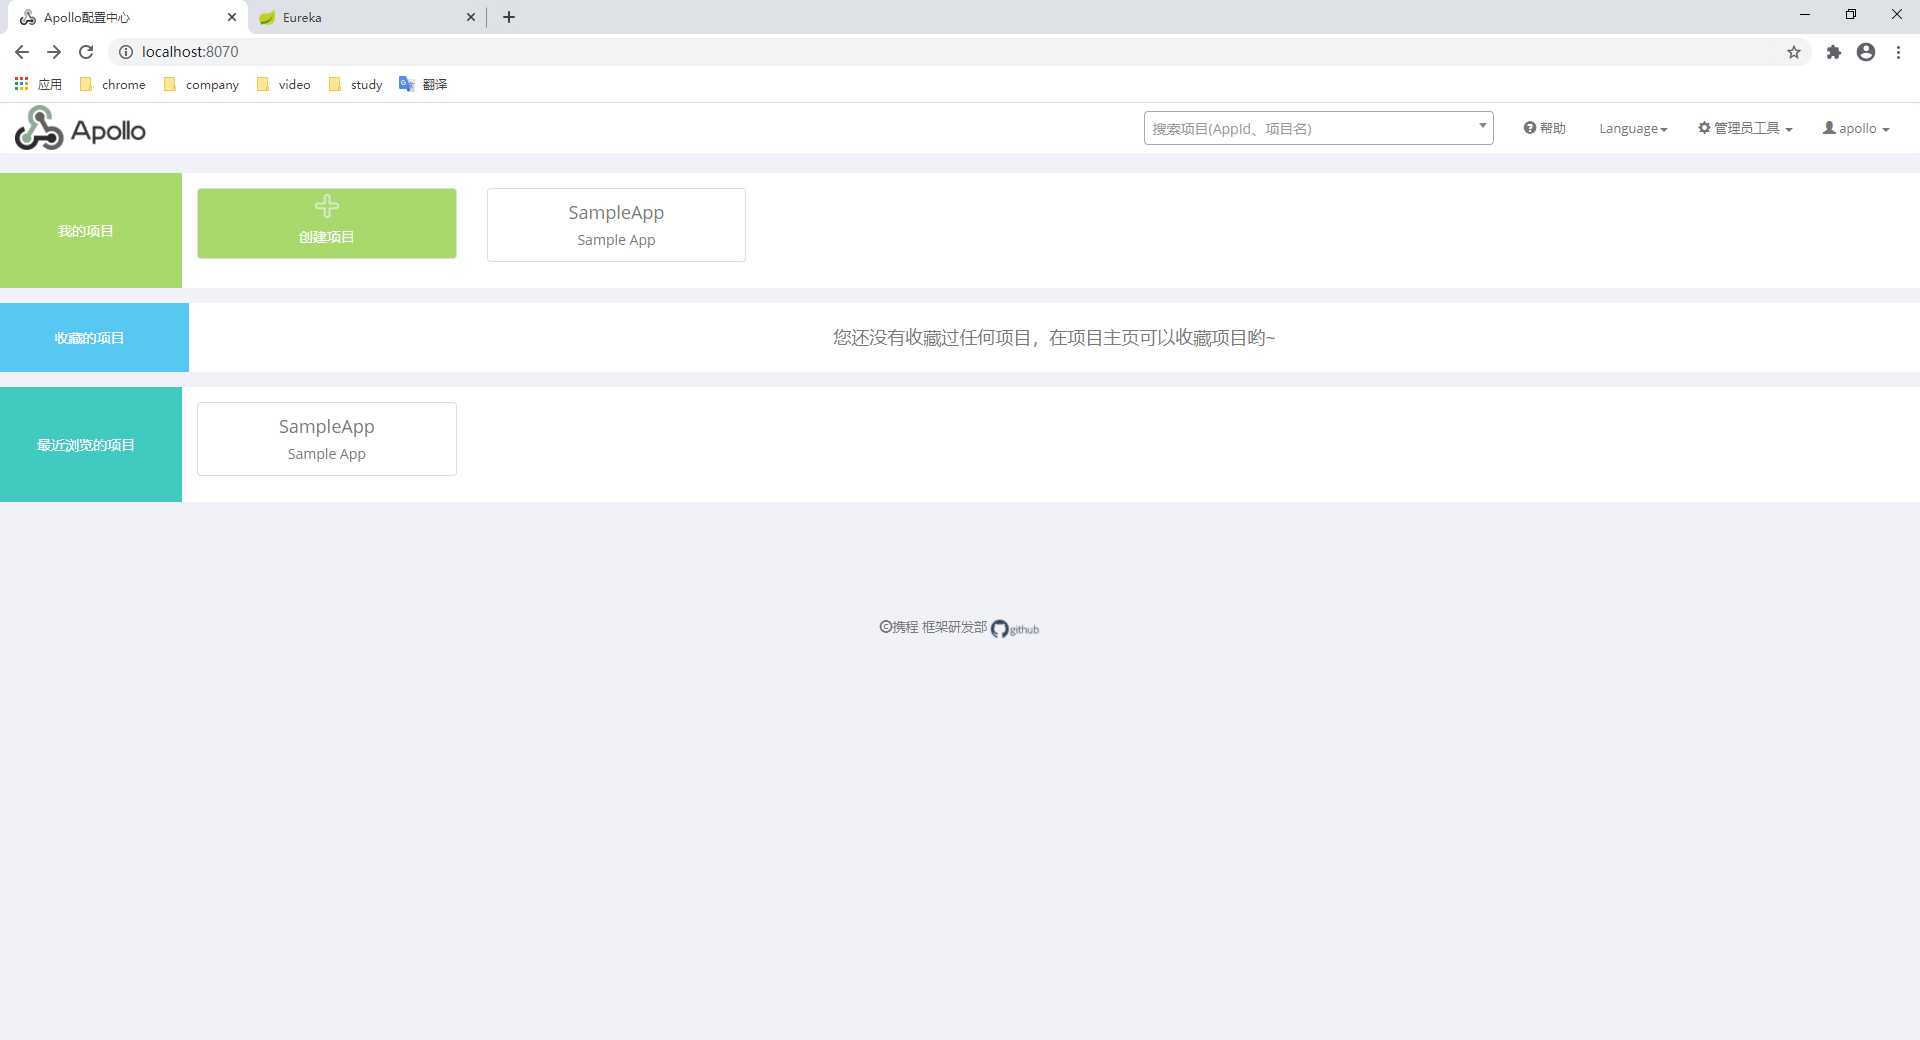 Apollo配置中心
Eureka
localhost:8070
应用 chrome company video study 翻译
Apollo
搜索项目(AppId、项目名)
帮助
Language
管理员工具
apollo
我的项目
创建项目
SampleApp
Sample App
收藏的项目
您还没有收藏过任何项目，在项目主页可以收藏项目哟~
最近浏览的项目
SampleApp
Sample App
©携程 框架研发部 github